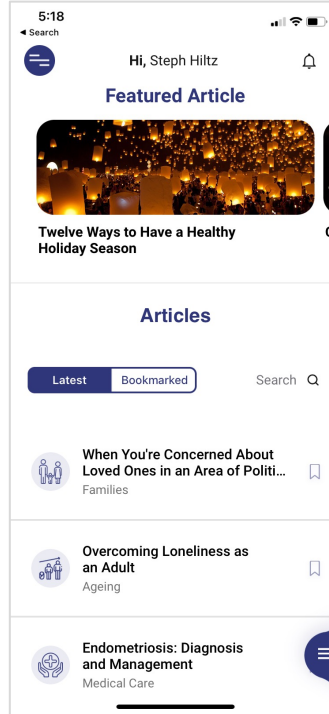 5:18
◀ Search
Hi, Steph Hiltz
Featured Article
Twelve Ways to Have a Healthy
Holiday Season
Articles
Latest
Bookmarked
Search
When You're Concerned About
Loved Ones in an Area of Politi...
Families
Overcoming Loneliness as
an Adult
Ageing
Endometriosis: Diagnosis
and Management
Medical Care